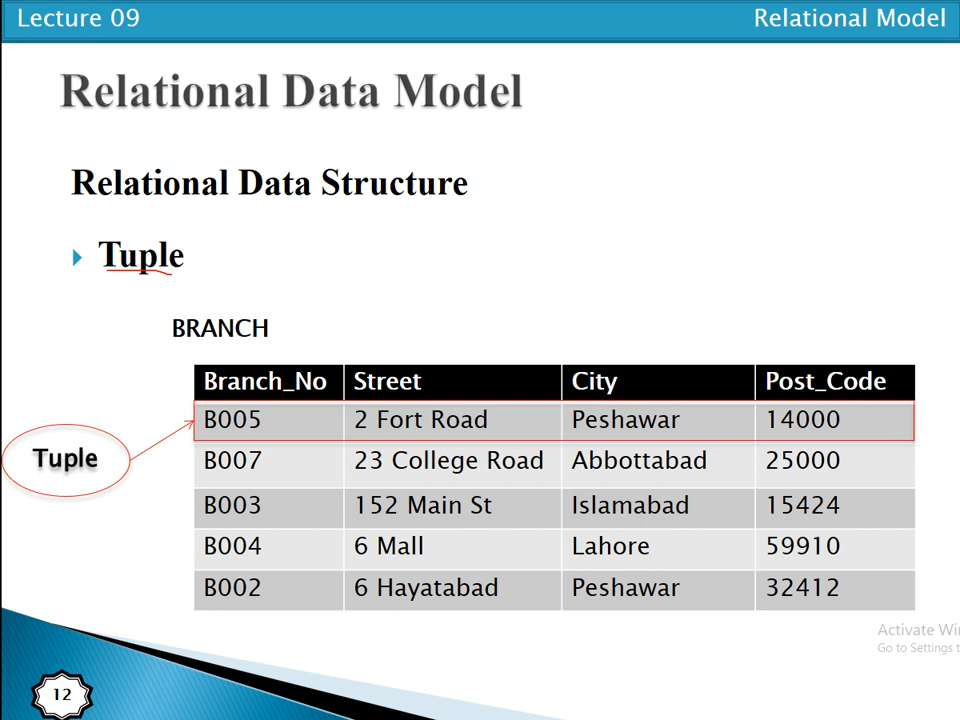 Lecture 09 Relational Model
Relational Data Model
Relational Data Structure
Tuple
BRANCH
Branch_No Street City Post_Code
B005 2 Fort Road Peshawar 14000
Tuple
B007 23 College Road Abbottabad 25000
B003 152 Main St Islamabad 15424
B004 6 Mall Lahore 59910
B002 6 Hayatabad Peshawar 32412
Activate Wi
Go to Settings t
12